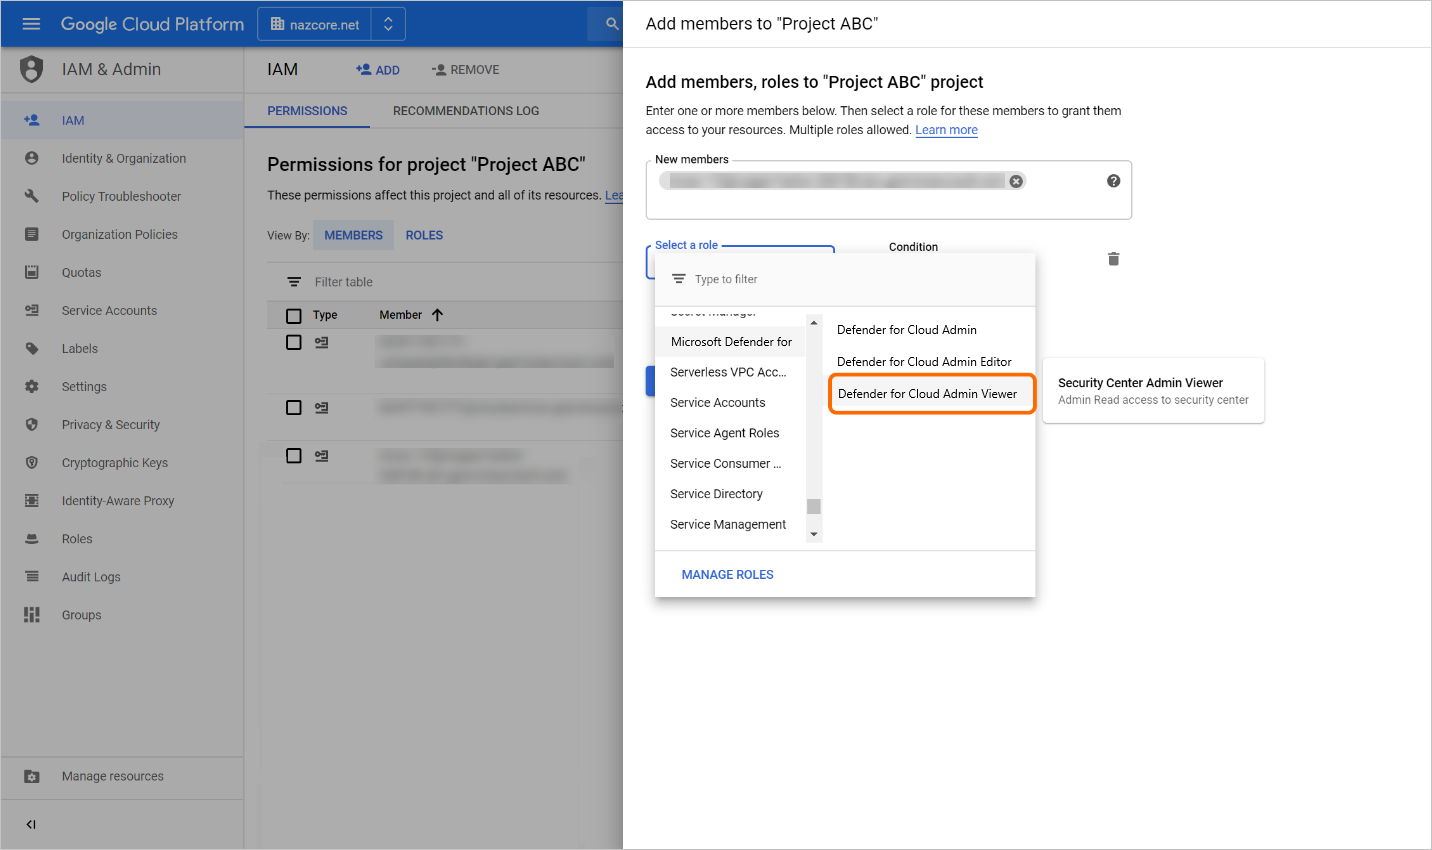 Google Cloud Platform
nazcore.net
IAM & Admin
IAM
Identity & Organization
Policy Troubleshooter
Organization Policies
Quotas
Service Accounts
Labels
Settings
Privacy & Security
Cryptographic Keys
Identity-Aware Proxy
Roles
Audit Logs
Groups
Manage resources
IAM
ADD
REMOVE
PERMISSIONS
RECOMMENDATIONS LOG
Permissions for project "Project ABC"
These permissions affect this project and all of its resources. Lea
View By:
MEMBERS
ROLES
Filter table
Type
Member
Add members to "Project ABC"
Add members, roles to "Project ABC" project
Enter one or more members below. Then select a role for these members to grant them
access to your resources. Multiple roles allowed. Learn more
New members
Select a role
Condition
Type to filter
Secret Manager
Microsoft Defender for
Serverless VPC Acc...
Service Accounts
Service Agent Roles
Service Consumer ...
Service Directory
Service Management
Defender for Cloud Admin
Defender for Cloud Admin Editor
Defender for Cloud Admin Viewer
MANAGE ROLES
Security Center Admin Viewer
Admin Read access to security center